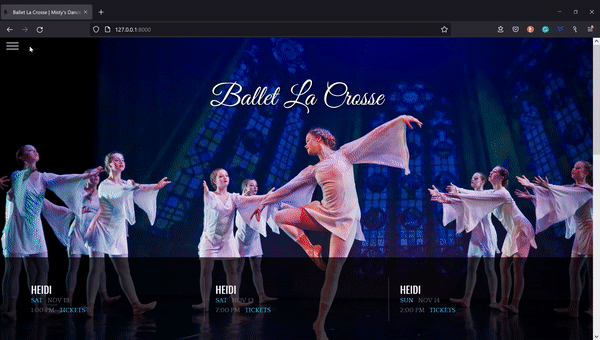 Ballet La Crosse | Misty's Dance
127.0.0.1:8000
Ballet La Crosse
HEIDI
SAT NOV 13
1:00 PM TICKETS
HEIDI
SAT NOV 13
7:00 PM TICKETS
HEIDI
SUN NOV 14
2:00 PM TICKETS